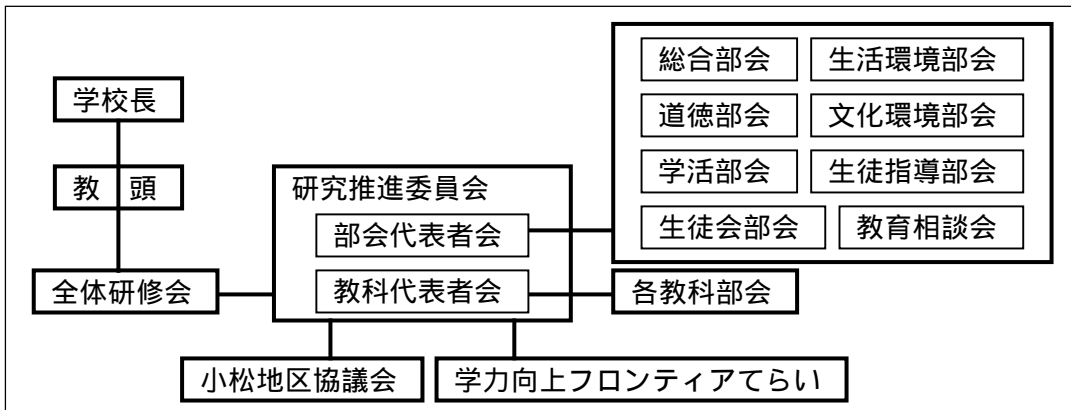 学校長
教　頭
全体研修会
研究推進委員会
部会代表者会
教科代表者会
総合部会　生活環境部会
道徳部会　文化環境部会
学活部会　生徒指導部会
生徒会部会　教育相談会
各教科部会
小松地区協議会　学力向上フロンティアてらい